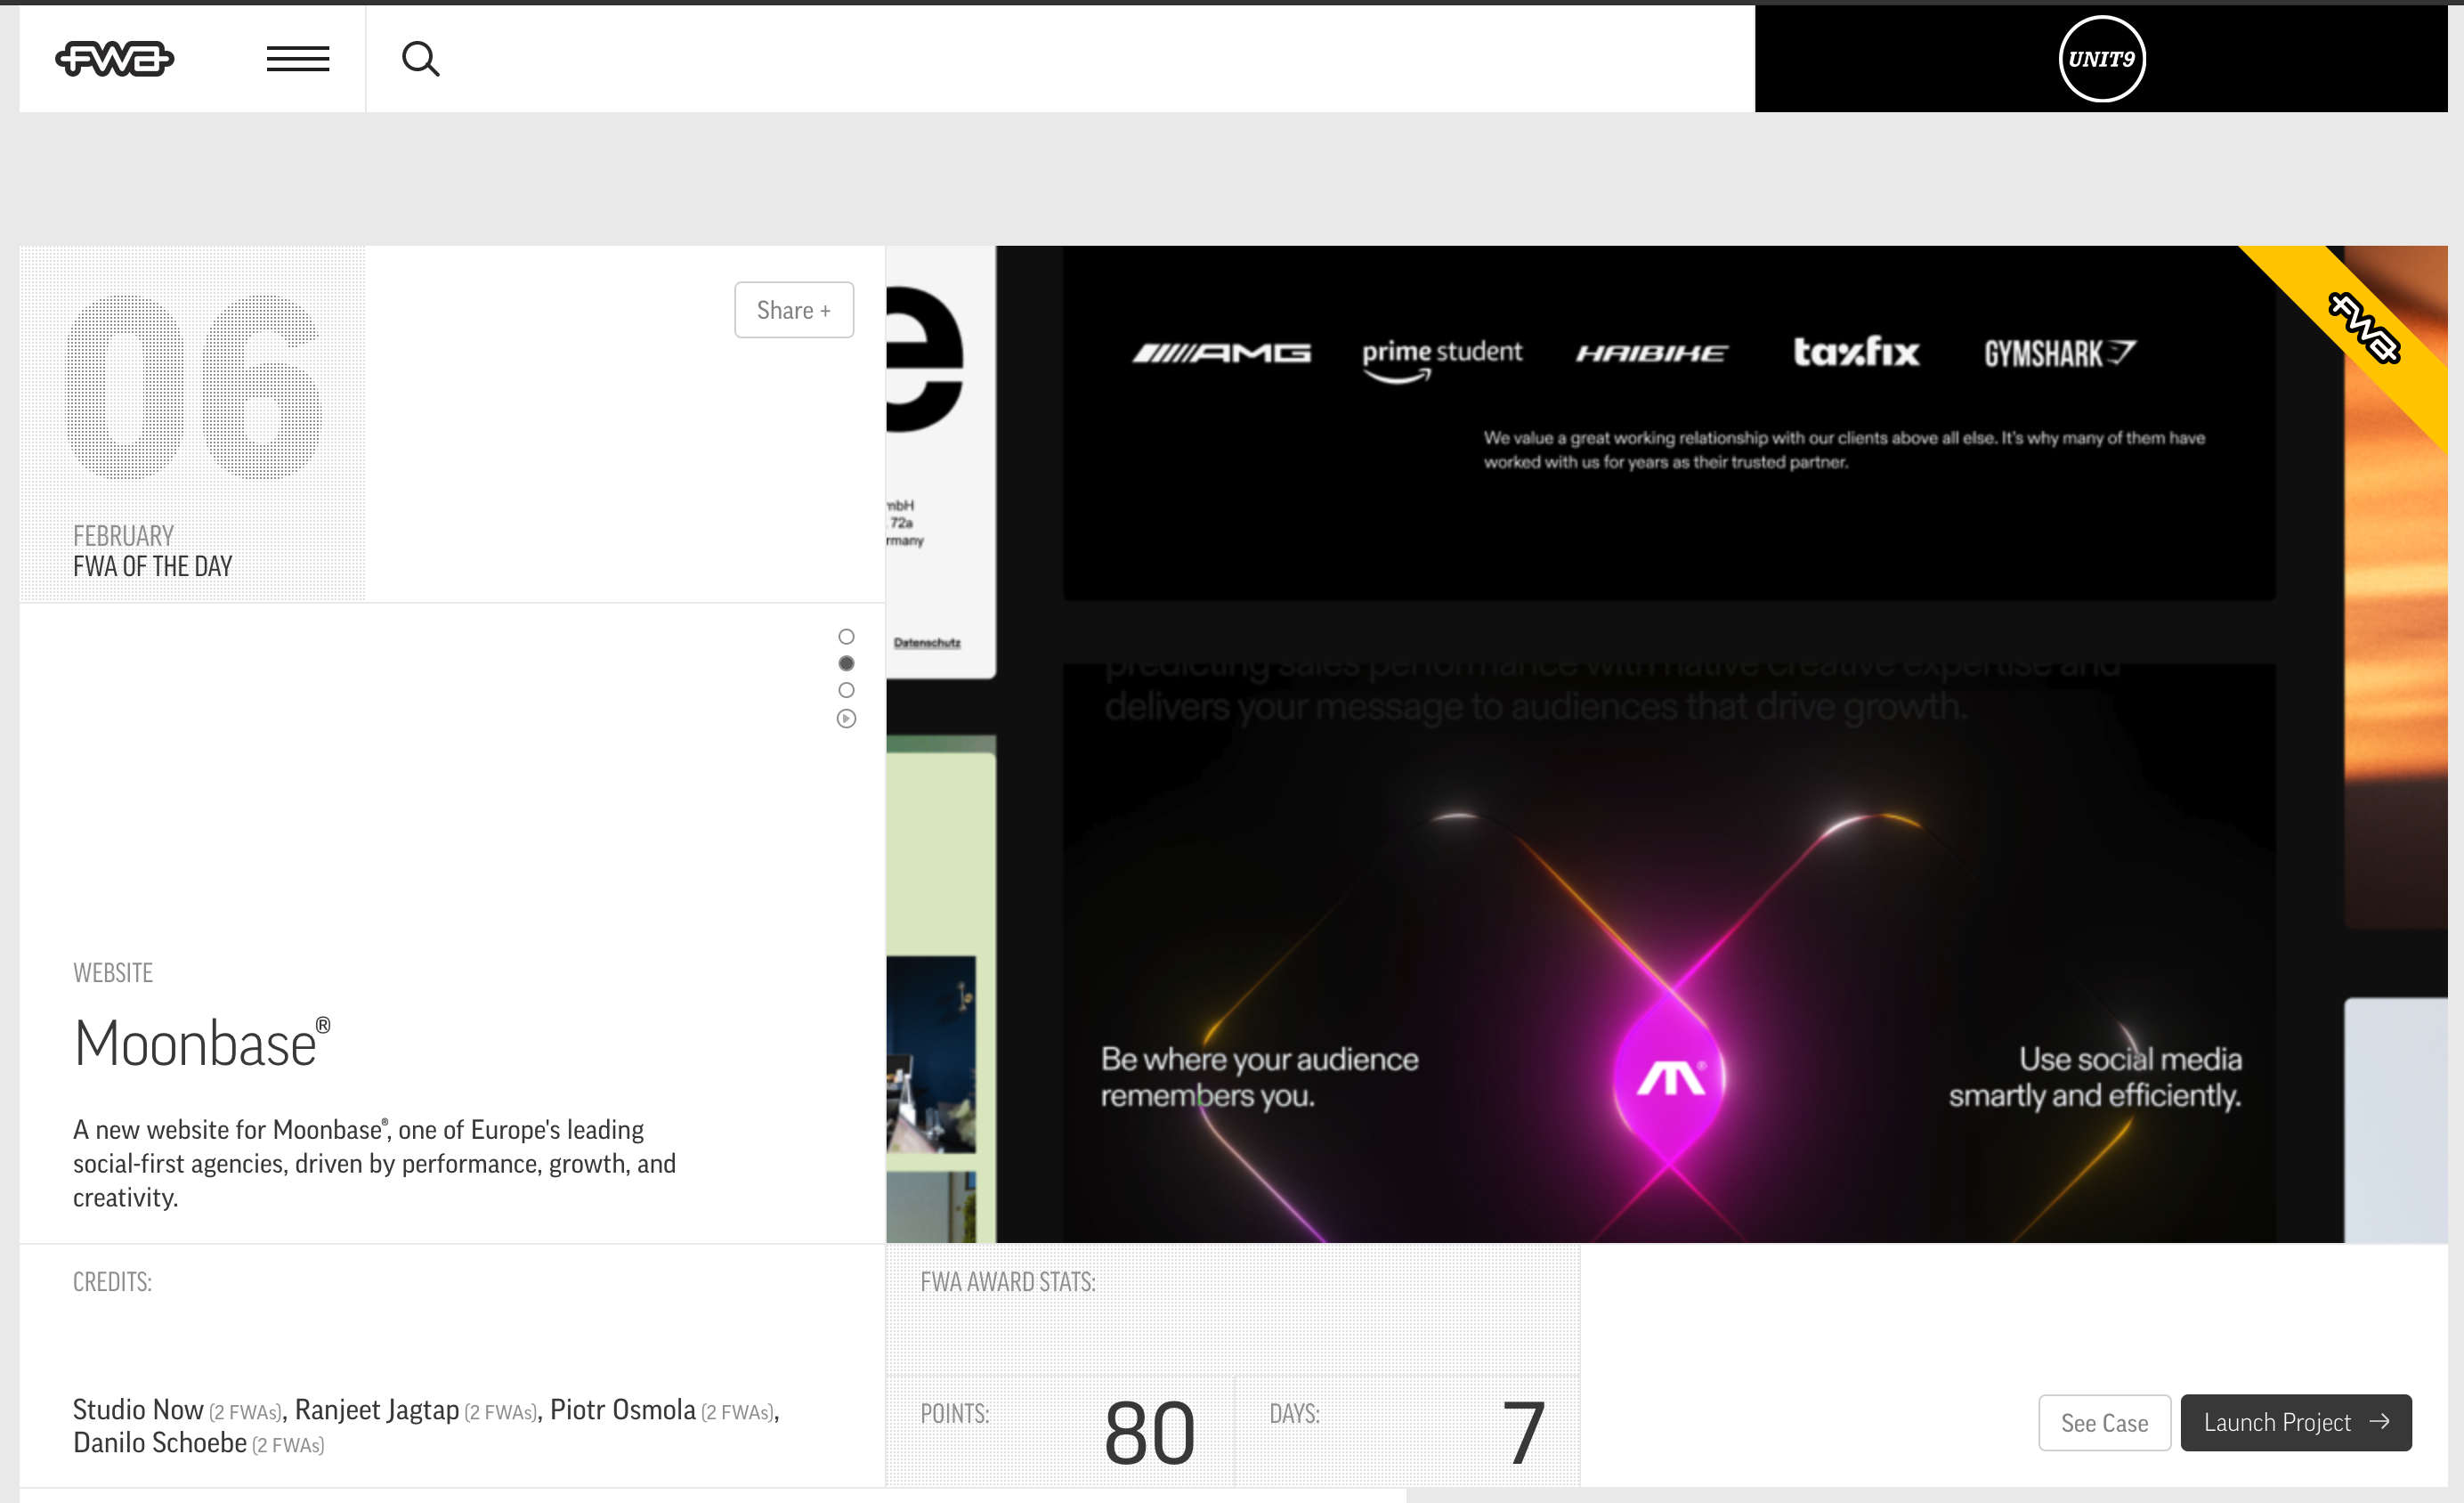 FWA
UNIT9
06
FEBRUARY
FWA OF THE DAY
Share +
WEBSITE
Moonbase®
A new website for Moonbase®, one of Europe's leading
social-first agencies, driven by performance, growth, and
creativity.
e
mbH
72a
rmany
Datenschutz
AMG
prime student
HAIBIKE
taxfix
GYMSHARK
We value a great working relationship with our clients above all else. It's why many of them have
worked with us for years as their trusted partner.
FWA
predicting sales performance with native creative expertise and
delivers your message to audiences that drive growth.
Be where your audience
remembers you.
M®
Use social media
smartly and efficiently.
CREDITS:
Studio Now (2 FWAs), Ranjeet Jagtap (2 FWAs), Piotr Osmola (2 FWAs),
Danilo Schoebe (2 FWAs)
FWA AWARD STATS:
POINTS: 80
DAYS: 7
See Case
Launch Project →